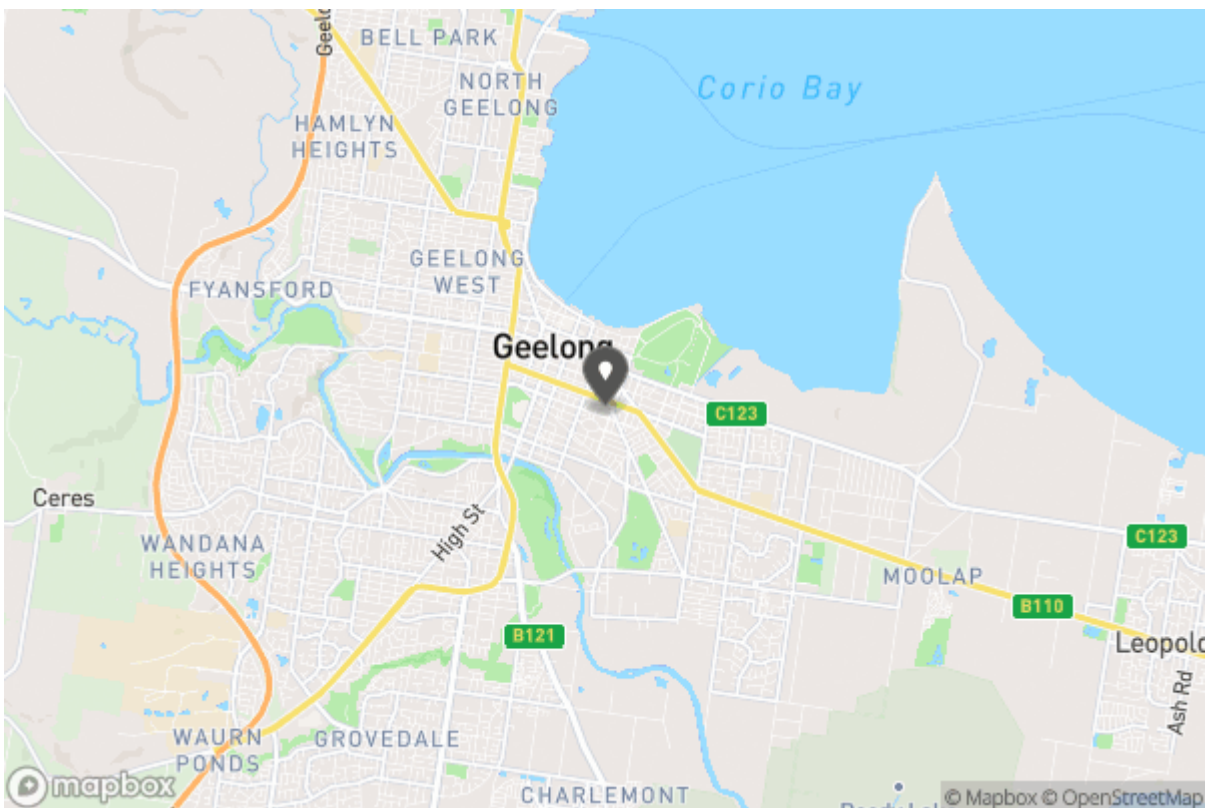 Geelo
BELL PARK
NORTH
GEELONG
Corio Bay
HAMLYN
HEIGHTS
GEELONG
WEST
FYANSFORD
Geelong
C123
Ceres
High St
WANDANA
HEIGHTS
C123
MOOLAP
B110
B121
Leopold
Ash Rd
WAURN
PONDS
GROVEDALE
mapbox
CHARLEMONT
© Mapbox © OpenStreetMap